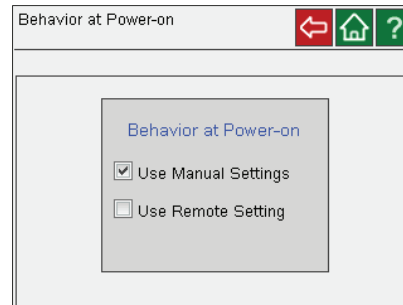 Behavior at Power-on
?
Behavior at Power-on
Use Manual Settings
Use Remote Setting